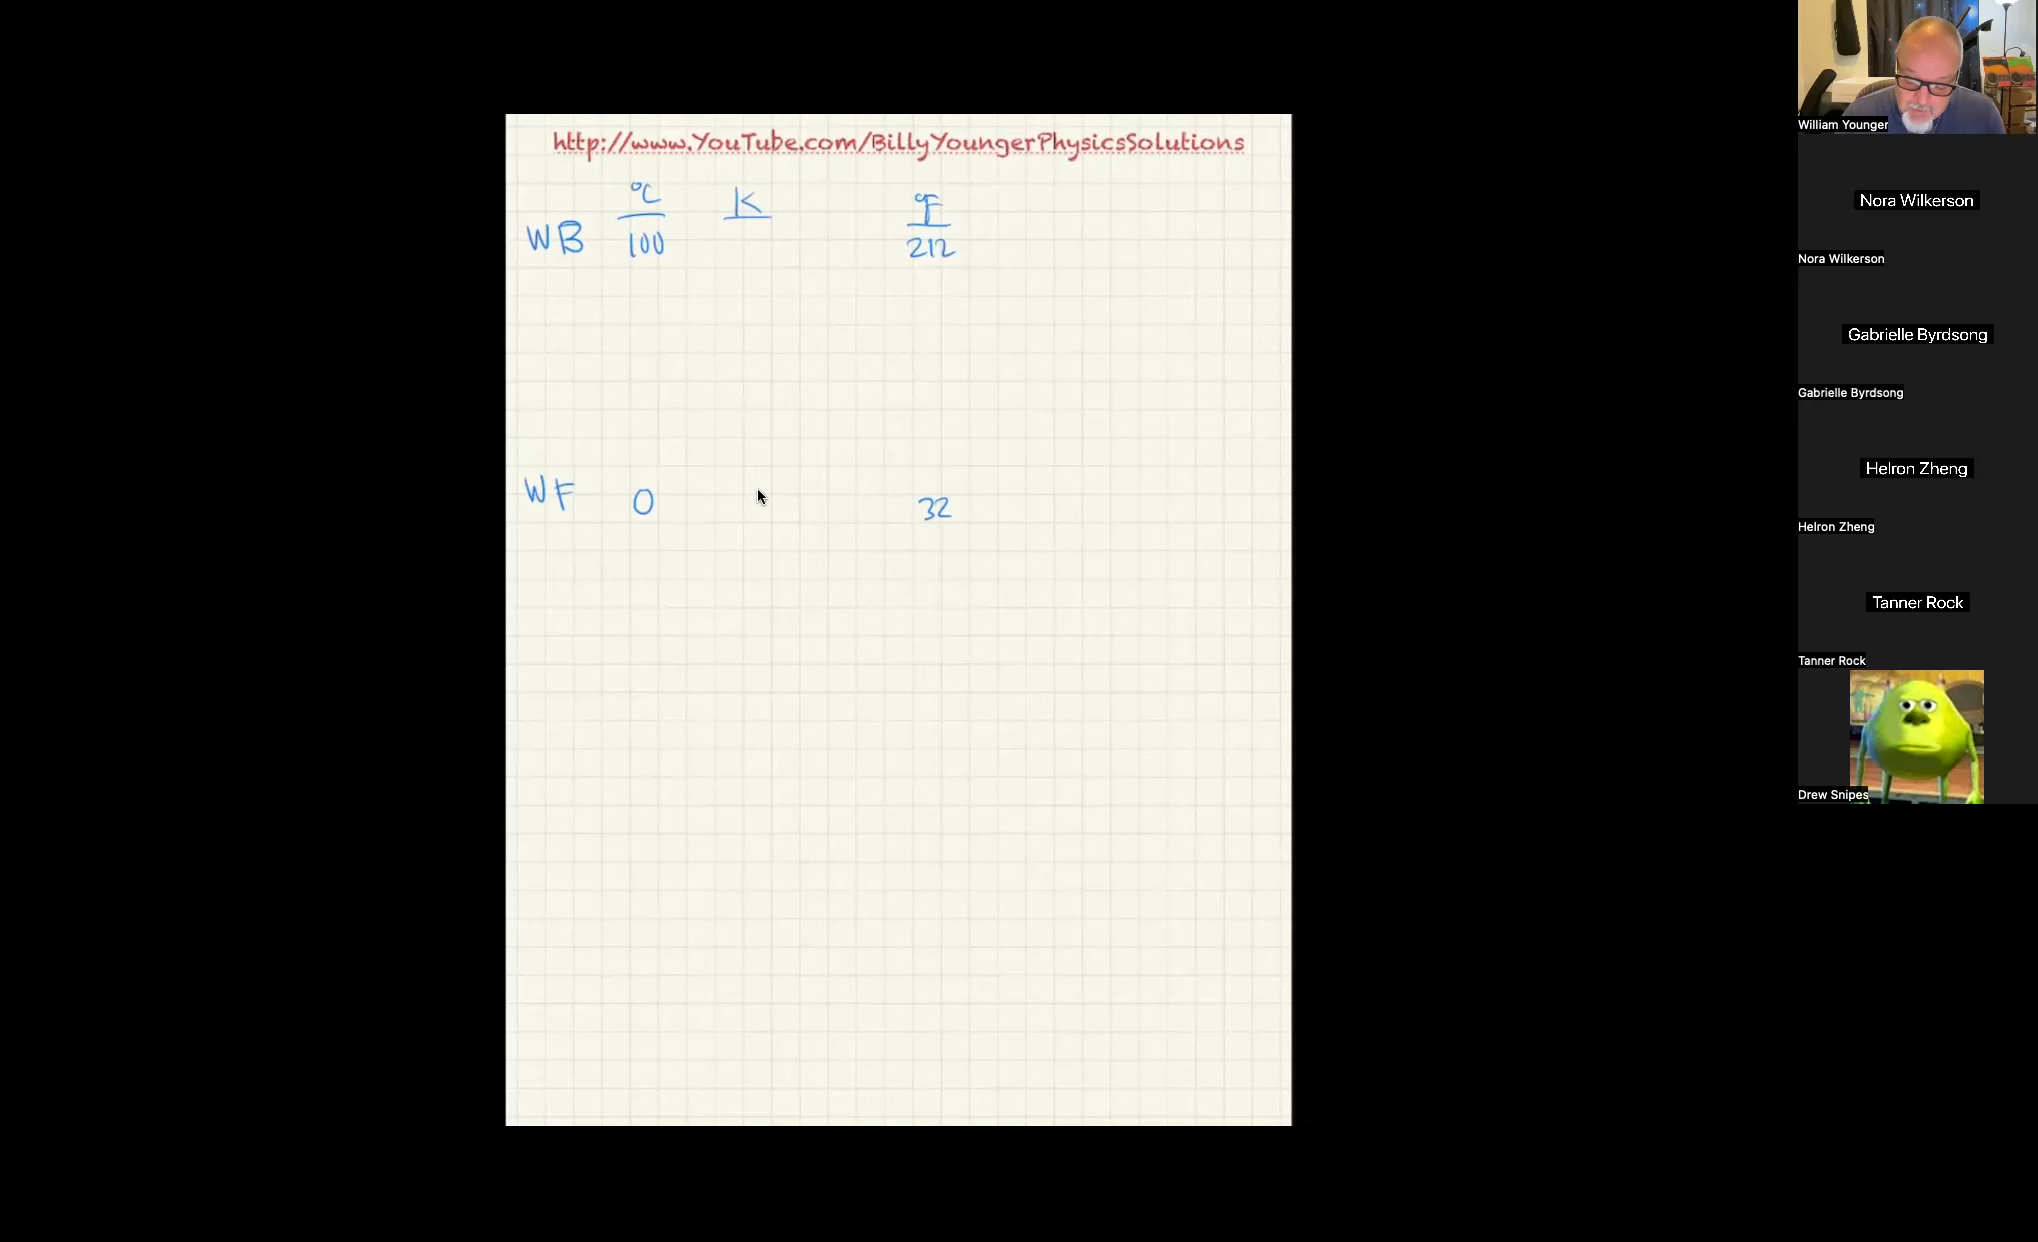 http://www.YouTube.com/BillyYoungerPhysicsSolutions
°C K °F
WB 100 212
WF 0 32
William Younger
Nora Wilkerson
Nora Wilkerson
Gabrielle Byrdsong
Gabrielle Byrdsong
Helron Zheng
Helron Zheng
Tanner Rock
Tanner Rock
Drew Snipes